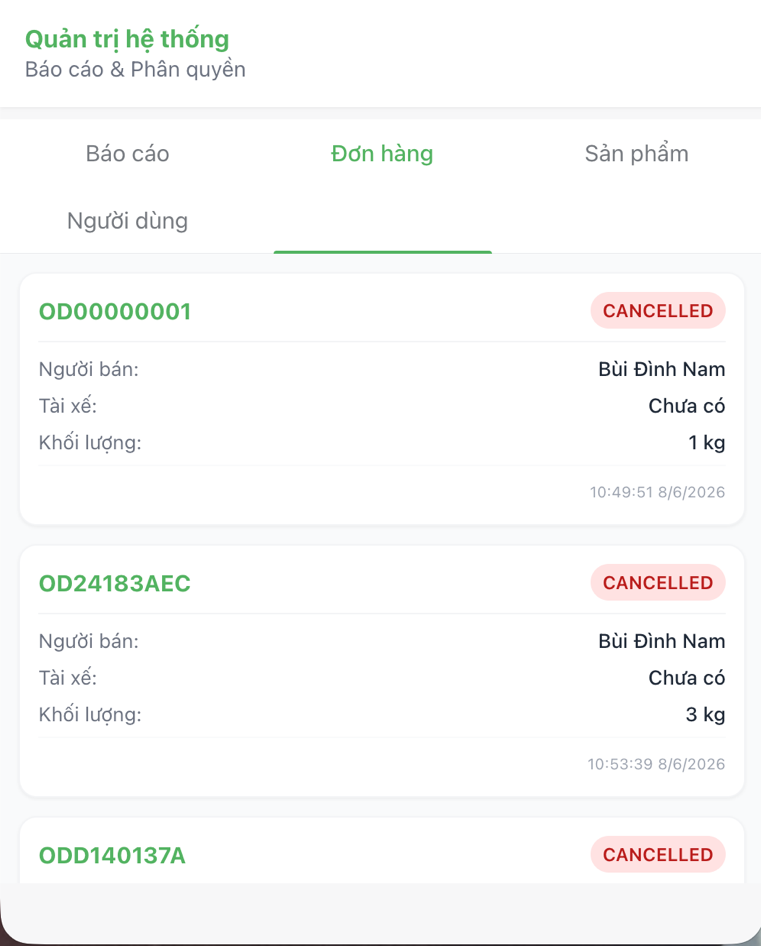 Quản trị hệ thống
Báo cáo & Phân quyền
Báo cáo
Đơn hàng
Sản phẩm
Người dùng
OD00000001
CANCELLED
Người bán: Bùi Đình Nam
Tài xế: Chưa có
Khối lượng: 1 kg
10:49:51 8/6/2026
OD24183AEC
CANCELLED
Người bán: Bùi Đình Nam
Tài xế: Chưa có
Khối lượng: 3 kg
10:53:39 8/6/2026
ODD140137A
CANCELLED